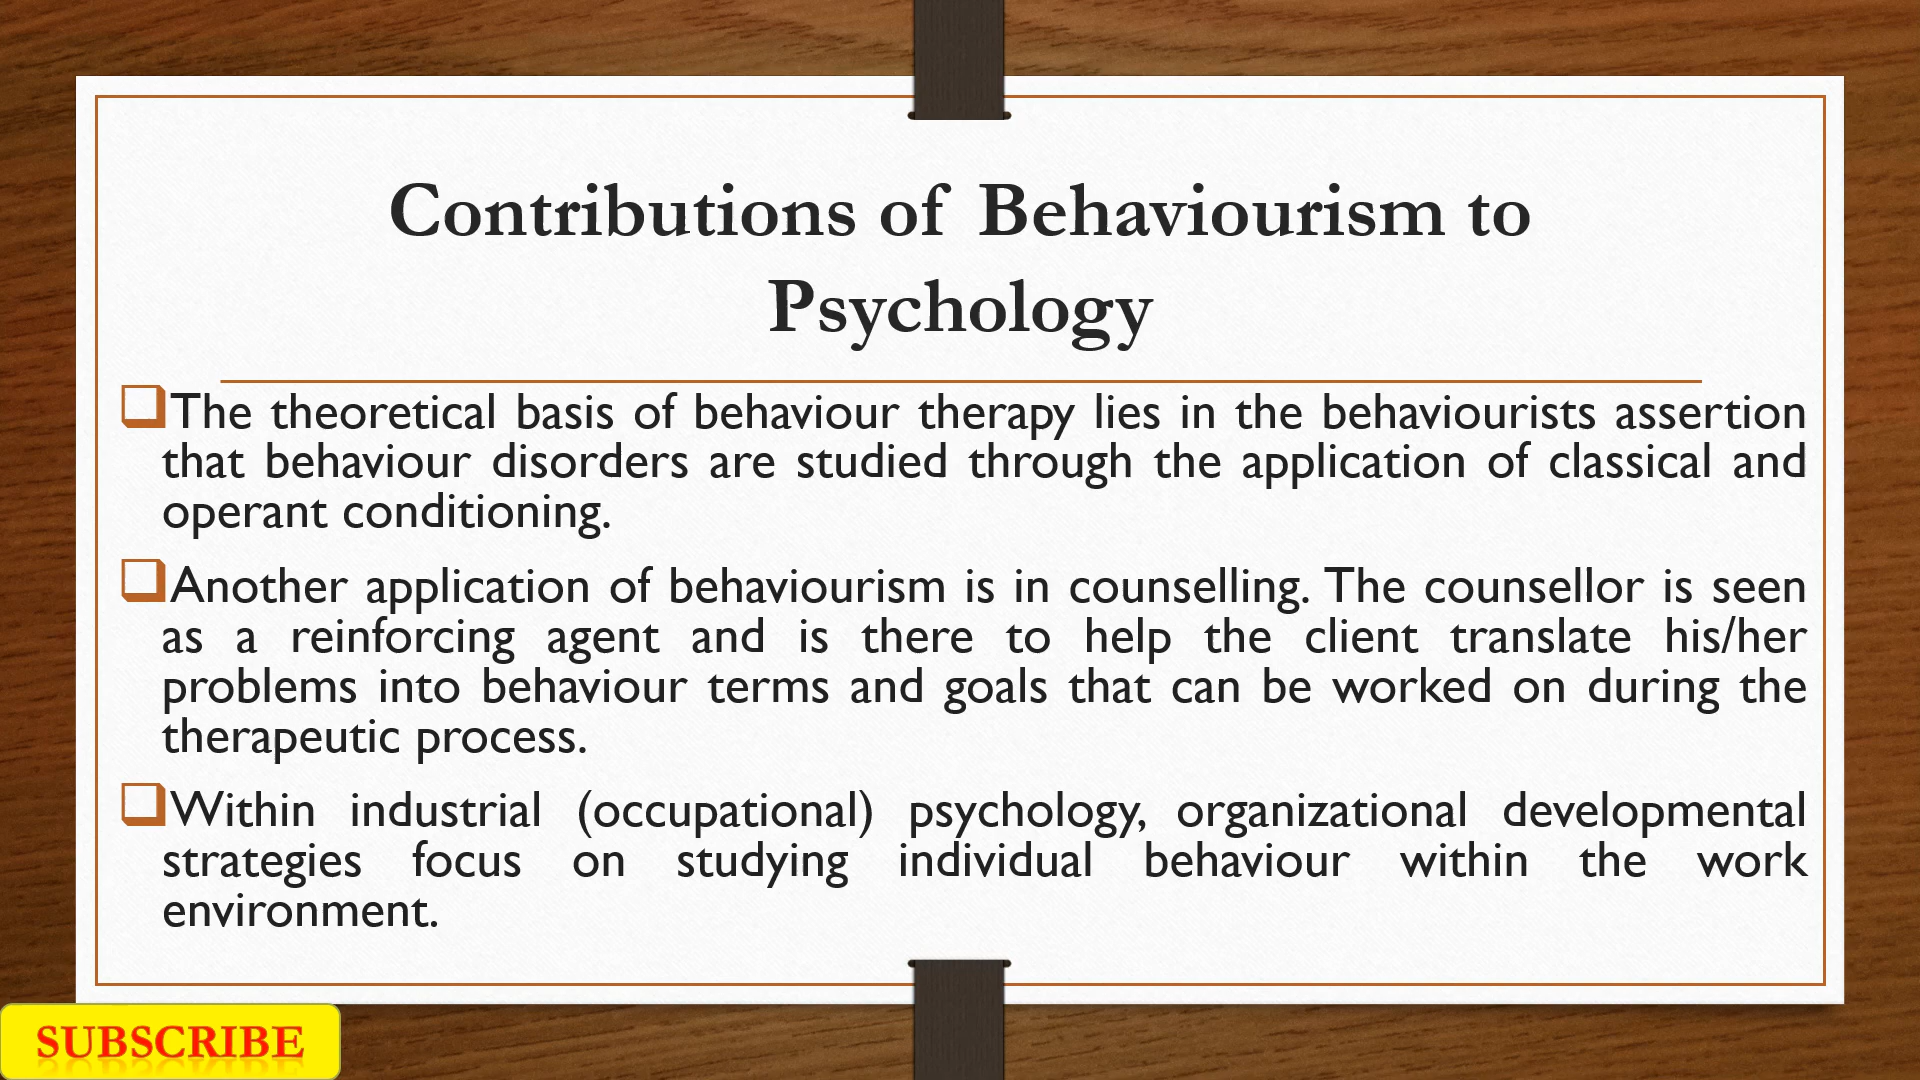 Contributions of Behaviourism to
Psychology
The theoretical basis of behaviour therapy lies in the behaviourists assertion
that behaviour disorders are studied through the application of classical and
operant conditioning.
Another application of behaviourism is in counselling. The counsellor is seen
as a reinforcing agent and is there to help the client translate his/her
problems into behaviour terms and goals that can be worked on during the
therapeutic process.
Within industrial (occupational) psychology, organizational developmental
strategies focus on studying individual behaviour within the work
environment.
SUBSCRIBE